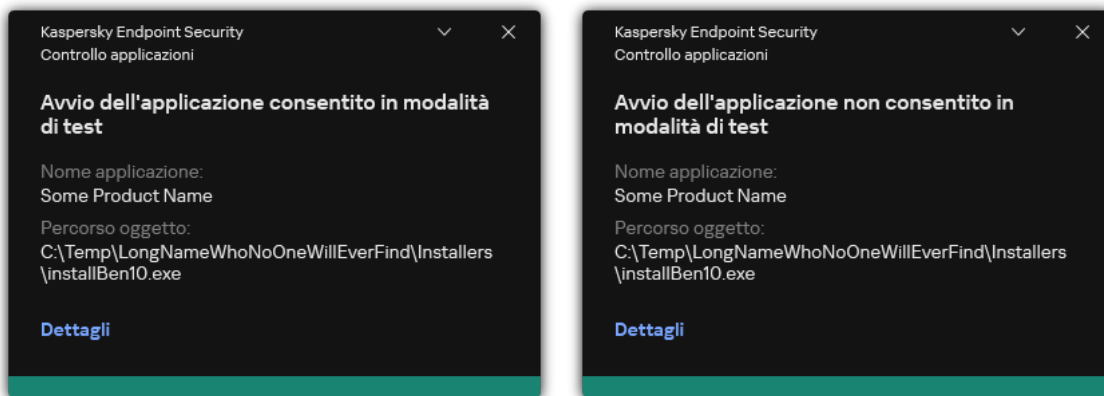 Kaspersky Endpoint Security
Controllo applicazioni
Avvio dell'applicazione consentito in modalità
di test
Nome applicazione:
Some Product Name
Percorso oggetto:
C:\Temp\LongNameWhoNoOneWillEverFind\Installers
\installBen10.exe
Dettagli
Kaspersky Endpoint Security
Controllo applicazioni
Avvio dell'applicazione non consentito in
modalità di test
Nome applicazione:
Some Product Name
Percorso oggetto:
C:\Temp\LongNameWhoNoOneWillEverFind\Installers
\installBen10.exe
Dettagli